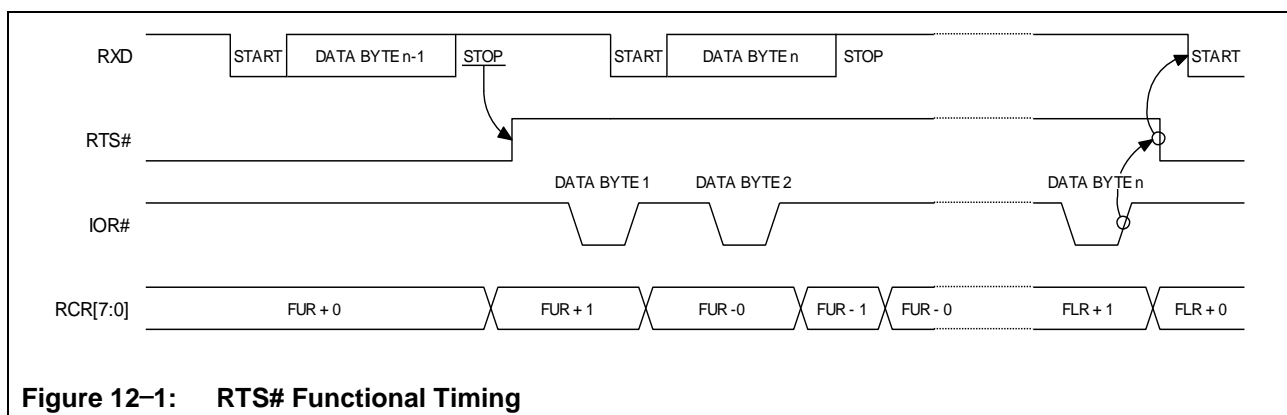 RXD START DATA BYTE n-1 STOP START DATA BYTE n STOP START
RTS#
DATA BYTE 1 DATA BYTE 2 DATA BYTE n
IOR#
RCR[7:0] FUR + 0 FUR + 1 FUR -0 FUR - 1 FUR - 0 FLR + 1 FLR + 0
Figure 12–1: RTS# Functional Timing